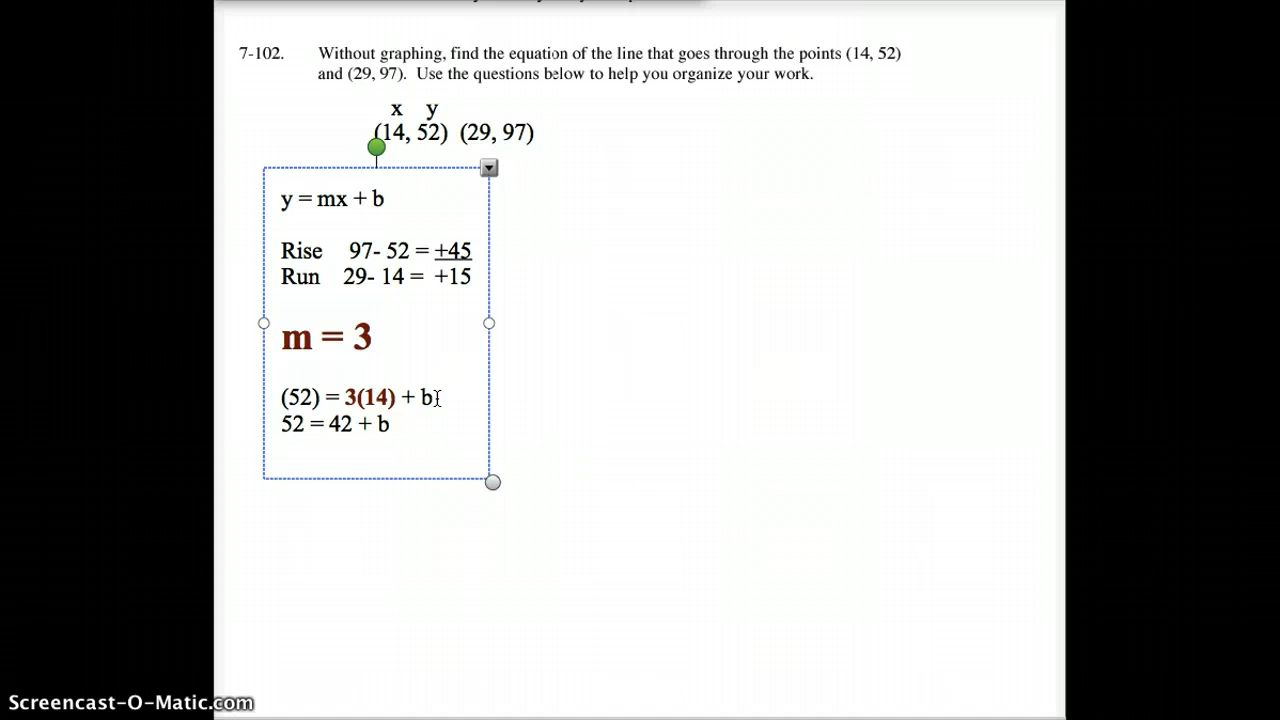 7-102. Without graphing, find the equation of the line that goes through the points (14, 52)
and (29, 97). Use the questions below to help you organize your work.
x y
(14, 52) (29, 97)
y = mx + b
Rise 97- 52 = +45
Run 29- 14 = +15
m = 3
(52) = 3(14) + b
52 = 42 + b
Screencast-O-Matic.com